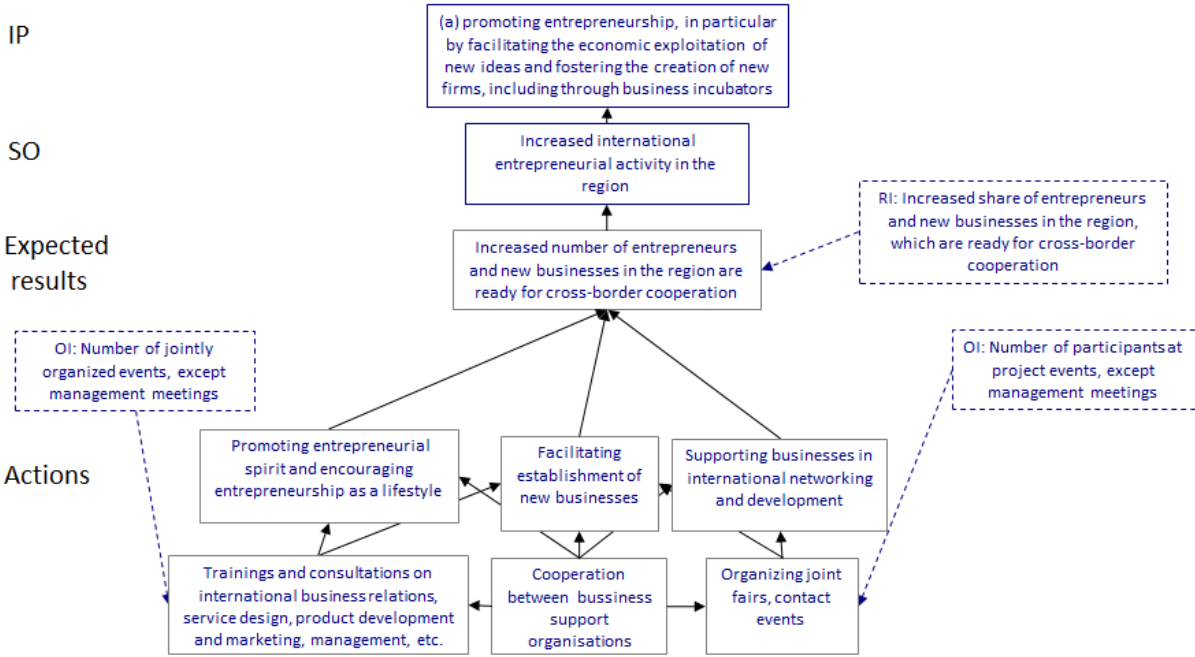 IP
(a) promoting entrepreneurship, in particular
by facilitating the economic exploitation of
new ideas and fostering the creation of new
firms, including through business incubators
SO
Increased international
entrepreneurial activity in the
region
RI: Increased share of entrepreneurs
and new businesses in the region,
which are ready for cross-border
cooperation
Expected
results
Increased number of entrepreneurs
and new businesses in the region are
ready for cross-border cooperation
OI: Number of jointly
organized events, except
management meetings
OI: Number of participants at
project events, except
management meetings
Actions
Promoting entrepreneurial
spirit and encouraging
entrepreneurship as a lifestyle
Facilitating
establishment of
new businesses
Supporting businesses in
international networking
and development
Trainings and consultations on
international business relations,
service design, product development
and marketing, management, etc.
Cooperation
between bussiness
support
organisations
Organizing joint
fairs, contact
events